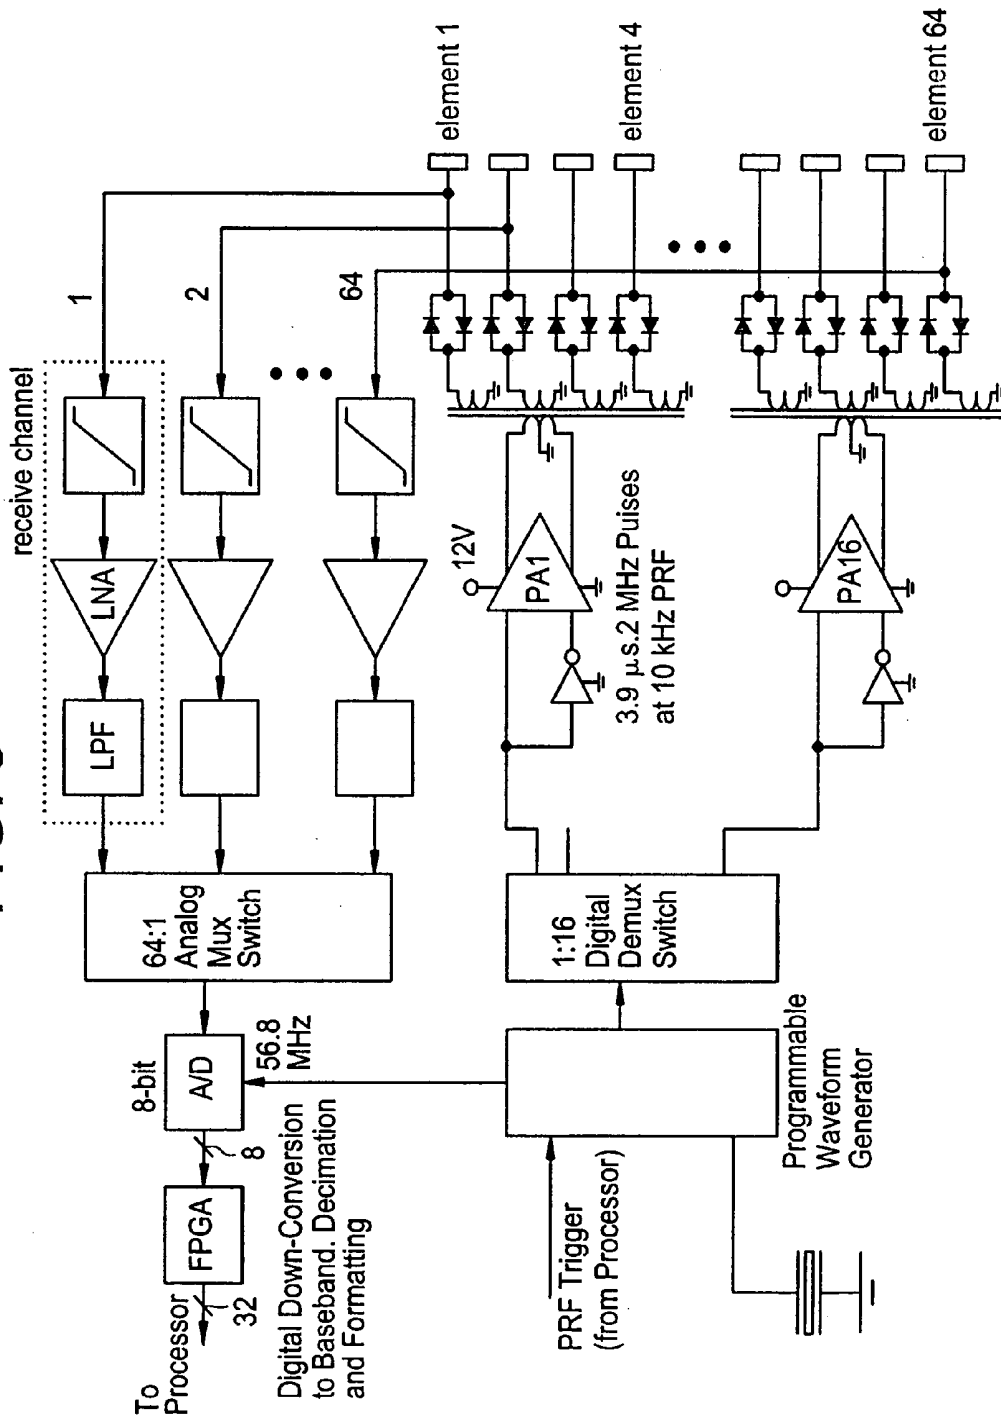 receive channel
1
2
64
LNA
LPF
64:1
Analog
Mux
Switch
8-bit
A/D
8
56.8
MHz
FPGA
32
To
Processor
Digital Down-Conversion
to Baseband. Decimation
and Formatting
element 1
element 4
element 64
12V
PA1
3.9 µs.2 MHz Puises
at 10 kHz PRF
PA16
1:16
Digital
Demux
Switch
Programmable
Waveform
Generator
PRF Trigger
(from Processor)